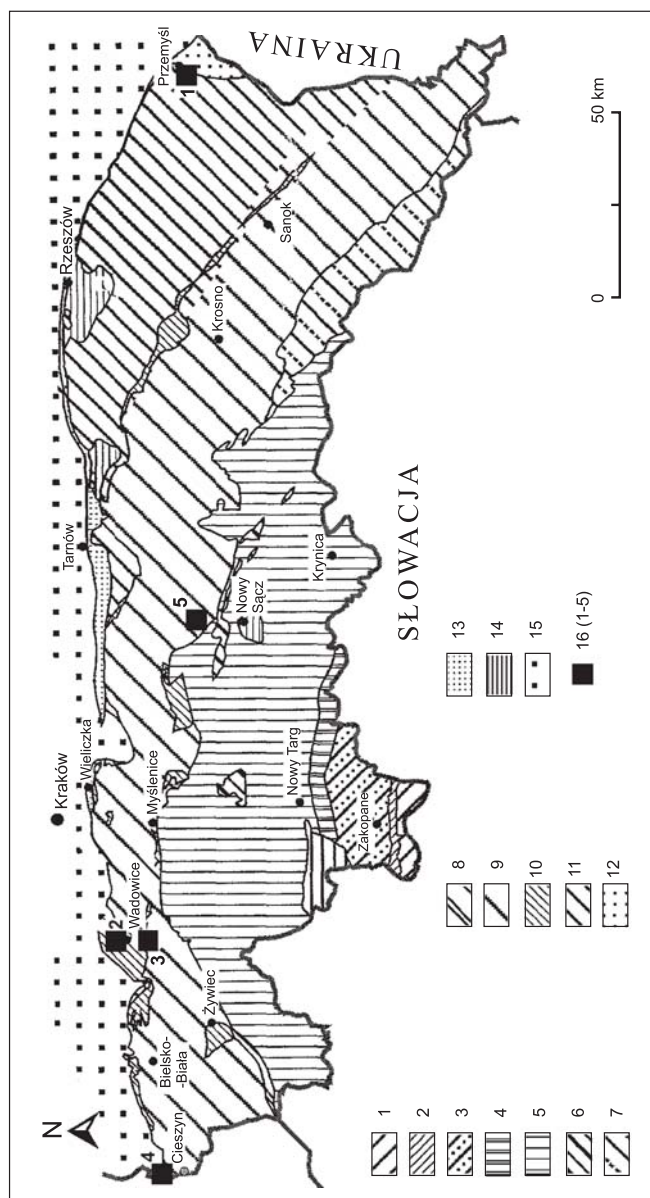 N
Kraków
Tarnów
Rzeszów
Przemyśl
Wieliczka
1
2
Wadowice
3
Myślenice
Bielsko-
-Biała
4
Cieszyn
Żywiec
5
Nowy
Sącz
Krosno
Sanok
Nowy Targ
Krynica
Zakopane
UKRAINA
SŁOWACJA
0
50 km
1
2
3
4
5
6
7
8
9
10
11
12
13
14
15
16 (1-5)